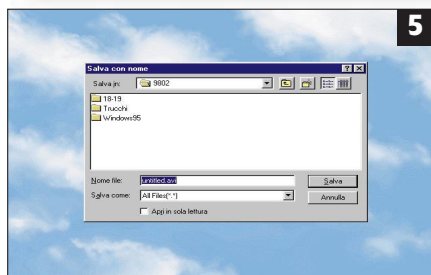 5
Salva con nome
Salva in: 9802
18-19
Trucchi
Windows95
Nome file: untitled.avi Salva
Salva come: All Files(*.*) Annulla
Apri in sola lettura